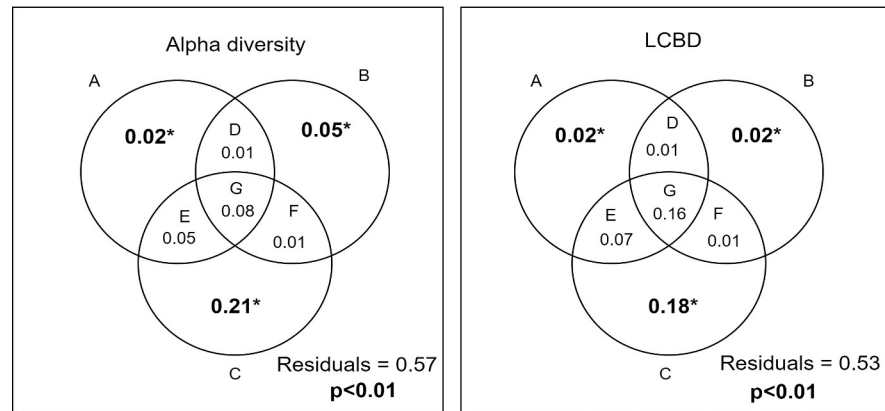 Alpha diversity
A
B
0.02*
D
0.01
0.05*
G
0.08
E
0.05
F
0.01
0.21*
C
Residuals = 0.57
p<0.01
LCBD
A
B
0.02*
D
0.01
0.02*
G
0.16
E
0.07
F
0.01
0.18*
C
Residuals = 0.53
p<0.01